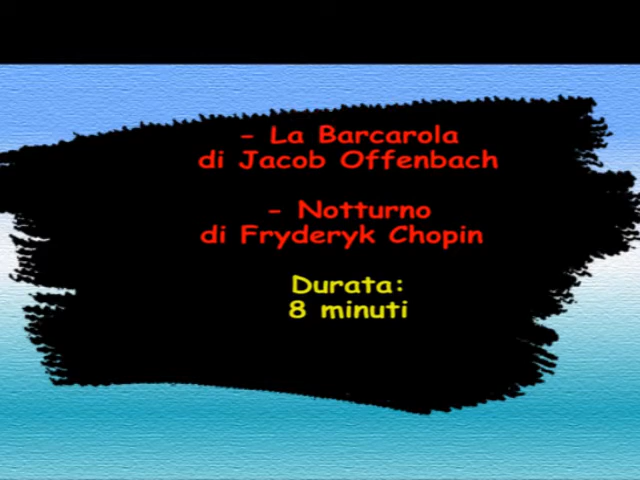 - La Barcarola
di Jacob Offenbach
- Notturno
di Fryderyk Chopin
Durata:
8 minuti